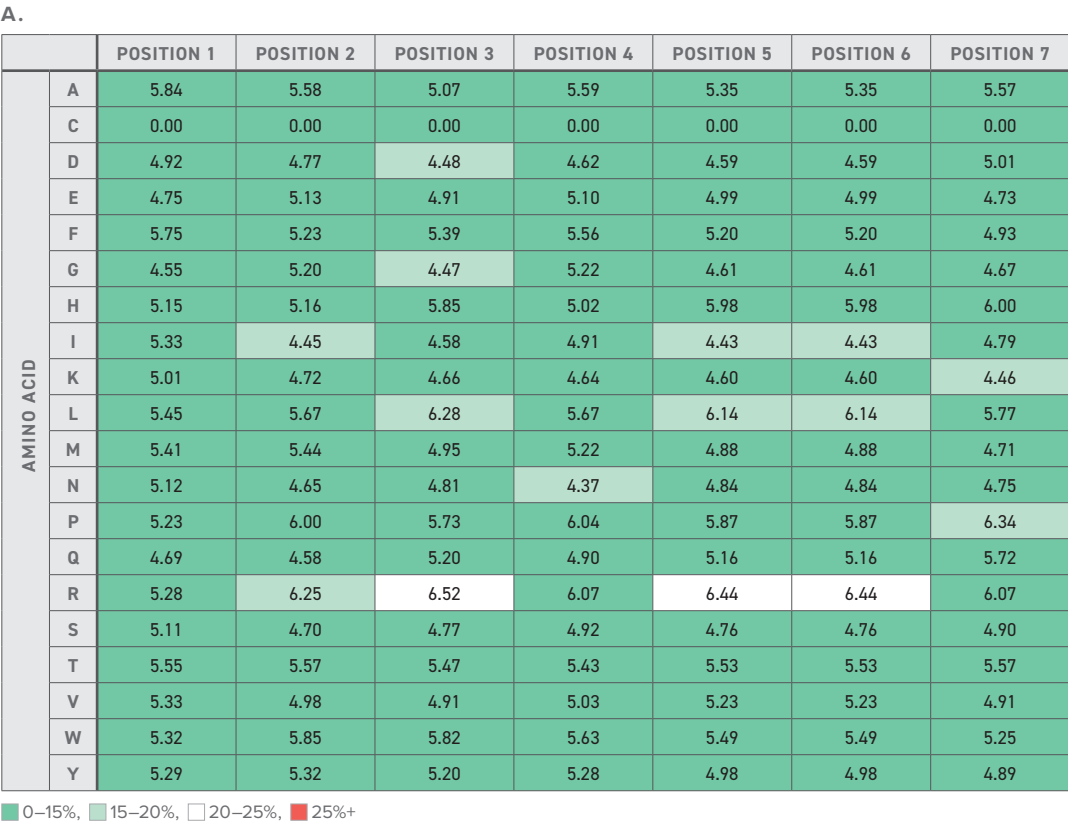 A.
POSITION 1 POSITION 2 POSITION 3 POSITION 4 POSITION 5 POSITION 6 POSITION 7
AMINO ACID
A 5.84 5.58 5.07 5.59 5.35 5.35 5.57
C 0.00 0.00 0.00 0.00 0.00 0.00 0.00
D 4.92 4.77 4.48 4.62 4.59 4.59 5.01
E 4.75 5.13 4.91 5.10 4.99 4.99 4.73
F 5.75 5.23 5.39 5.56 5.20 5.20 4.93
G 4.55 5.20 4.47 5.22 4.61 4.61 4.67
H 5.15 5.16 5.85 5.02 5.98 5.98 6.00
I 5.33 4.45 4.58 4.91 4.43 4.43 4.79
K 5.01 4.72 4.66 4.64 4.60 4.60 4.46
L 5.45 5.67 6.28 5.67 6.14 6.14 5.77
M 5.41 5.44 4.95 5.22 4.88 4.88 4.71
N 5.12 4.65 4.81 4.37 4.84 4.84 4.75
P 5.23 6.00 5.73 6.04 5.87 5.87 6.34
Q 4.69 4.58 5.20 4.90 5.16 5.16 5.72
R 5.28 6.25 6.52 6.07 6.44 6.44 6.07
S 5.11 4.70 4.77 4.92 4.76 4.76 4.90
T 5.55 5.57 5.47 5.43 5.53 5.53 5.57
V 5.33 4.98 4.91 5.03 5.23 5.23 4.91
W 5.32 5.85 5.82 5.63 5.49 5.49 5.25
Y 5.29 5.32 5.20 5.28 4.98 4.98 4.89
0–15%, 15–20%, 20–25%, 25%+